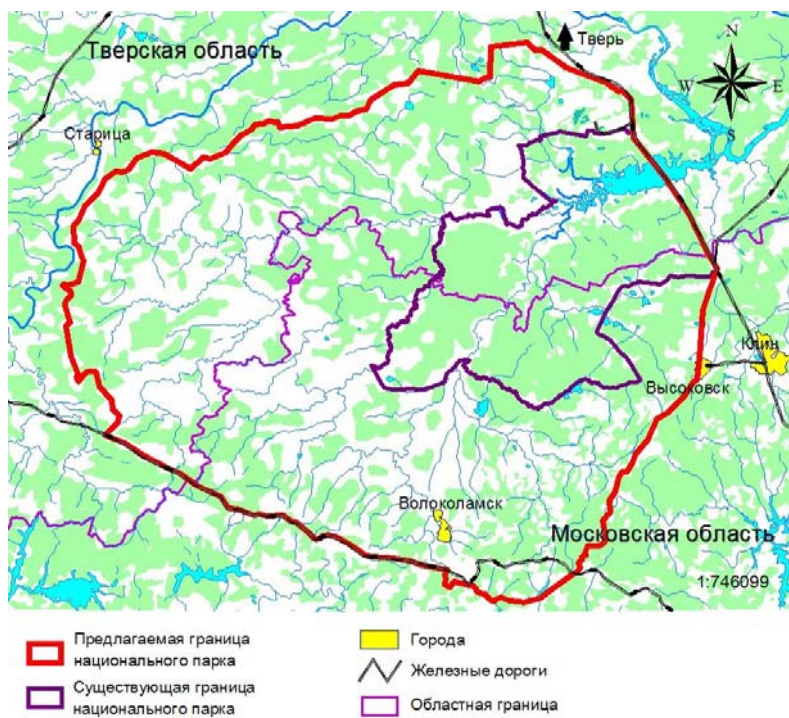 Тверская область
Тверь
N
W E
S
Старица
Клин
Высоковск
Волоколамск
Московская область
1:746099
Предлагаемая граница
национального парка
Существующая граница
национального парка
Города
Железные дороги
Областная граница